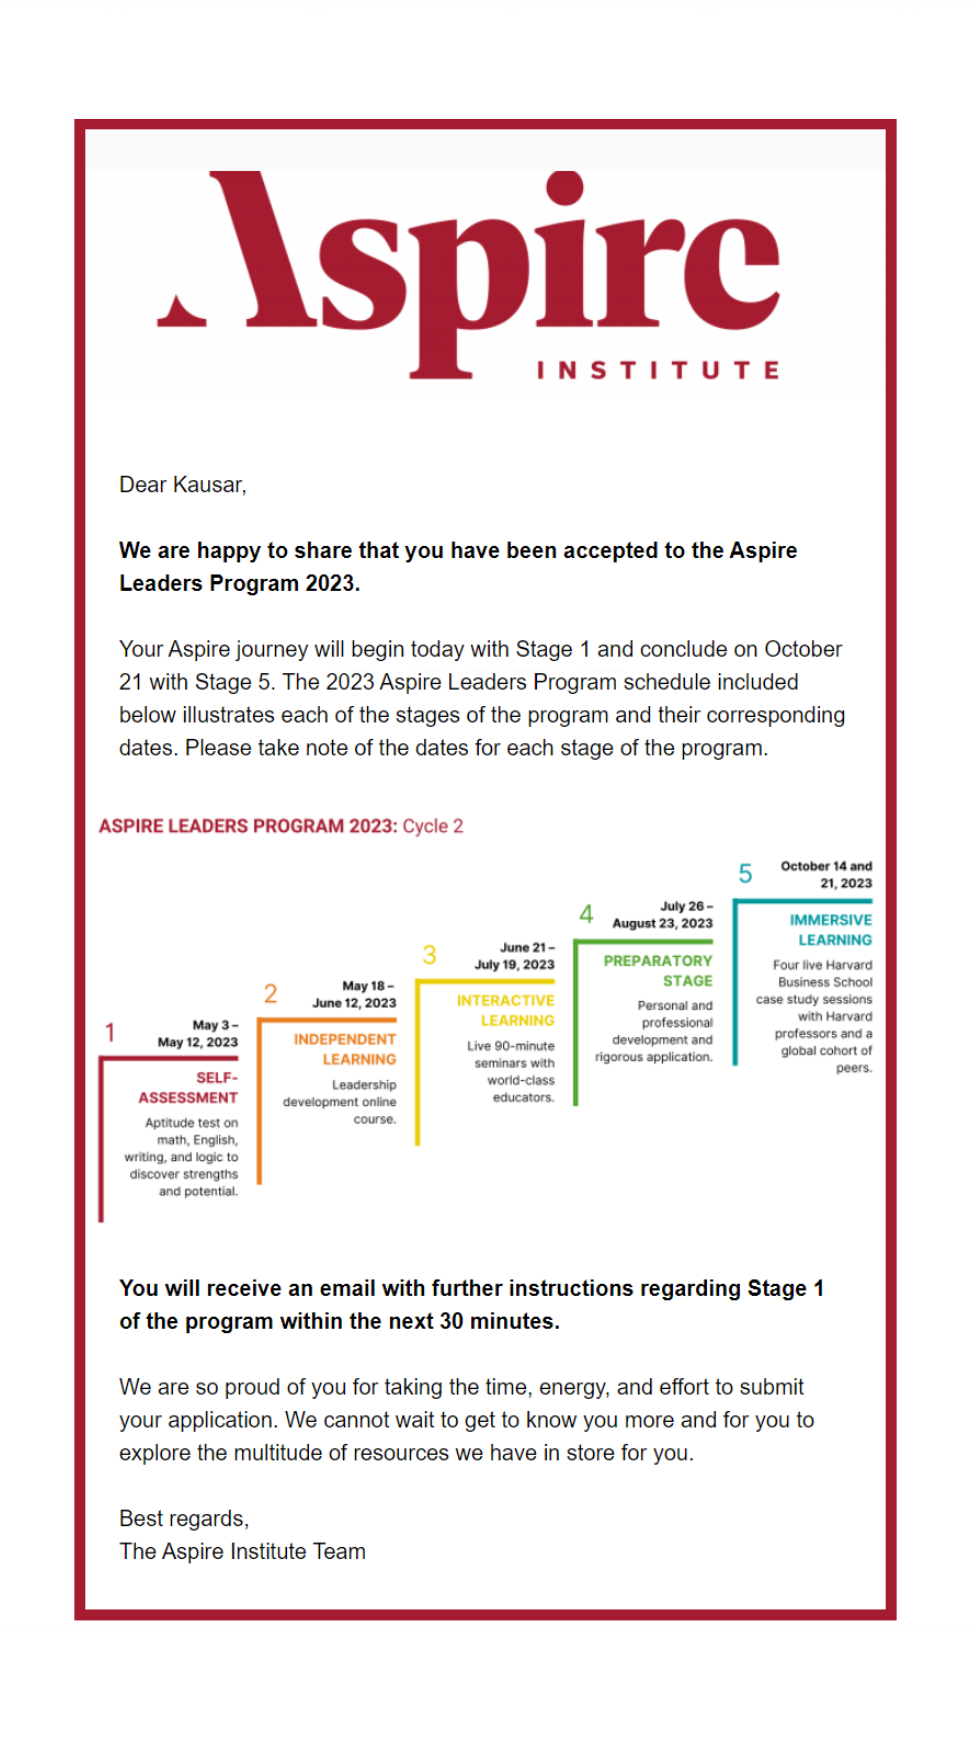 Aspire
INSTITUTE
Dear Kausar,
We are happy to share that you have been accepted to the Aspire
Leaders Program 2023.
Your Aspire journey will begin today with Stage 1 and conclude on October
21 with Stage 5. The 2023 Aspire Leaders Program schedule included
below illustrates each of the stages of the program and their corresponding
dates. Please take note of the dates for each stage of the program.
ASPIRE LEADERS PROGRAM 2023: Cycle 2
1
May 3 –
May 12, 2023
SELF-
ASSESSMENT
Aptitude test on
math, English,
writing, and logic to
discover strengths
and potential.
2
May 18 –
June 12, 2023
INDEPENDENT
LEARNING
Leadership
development online
course.
3
June 21 –
July 19, 2023
INTERACTIVE
LEARNING
Live 90-minute
seminars with
world-class
educators.
4
July 26 –
August 23, 2023
PREPARATORY
STAGE
Personal and
professional
development and
rigorous application.
5
October 14 and
21, 2023
IMMERSIVE
LEARNING
Four live Harvard
Business School
case study sessions
with Harvard
professors and a
global cohort of
peers.
You will receive an email with further instructions regarding Stage 1
of the program within the next 30 minutes.
We are so proud of you for taking the time, energy, and effort to submit
your application. We cannot wait to get to know you more and for you to
explore the multitude of resources we have in store for you.
Best regards,
The Aspire Institute Team